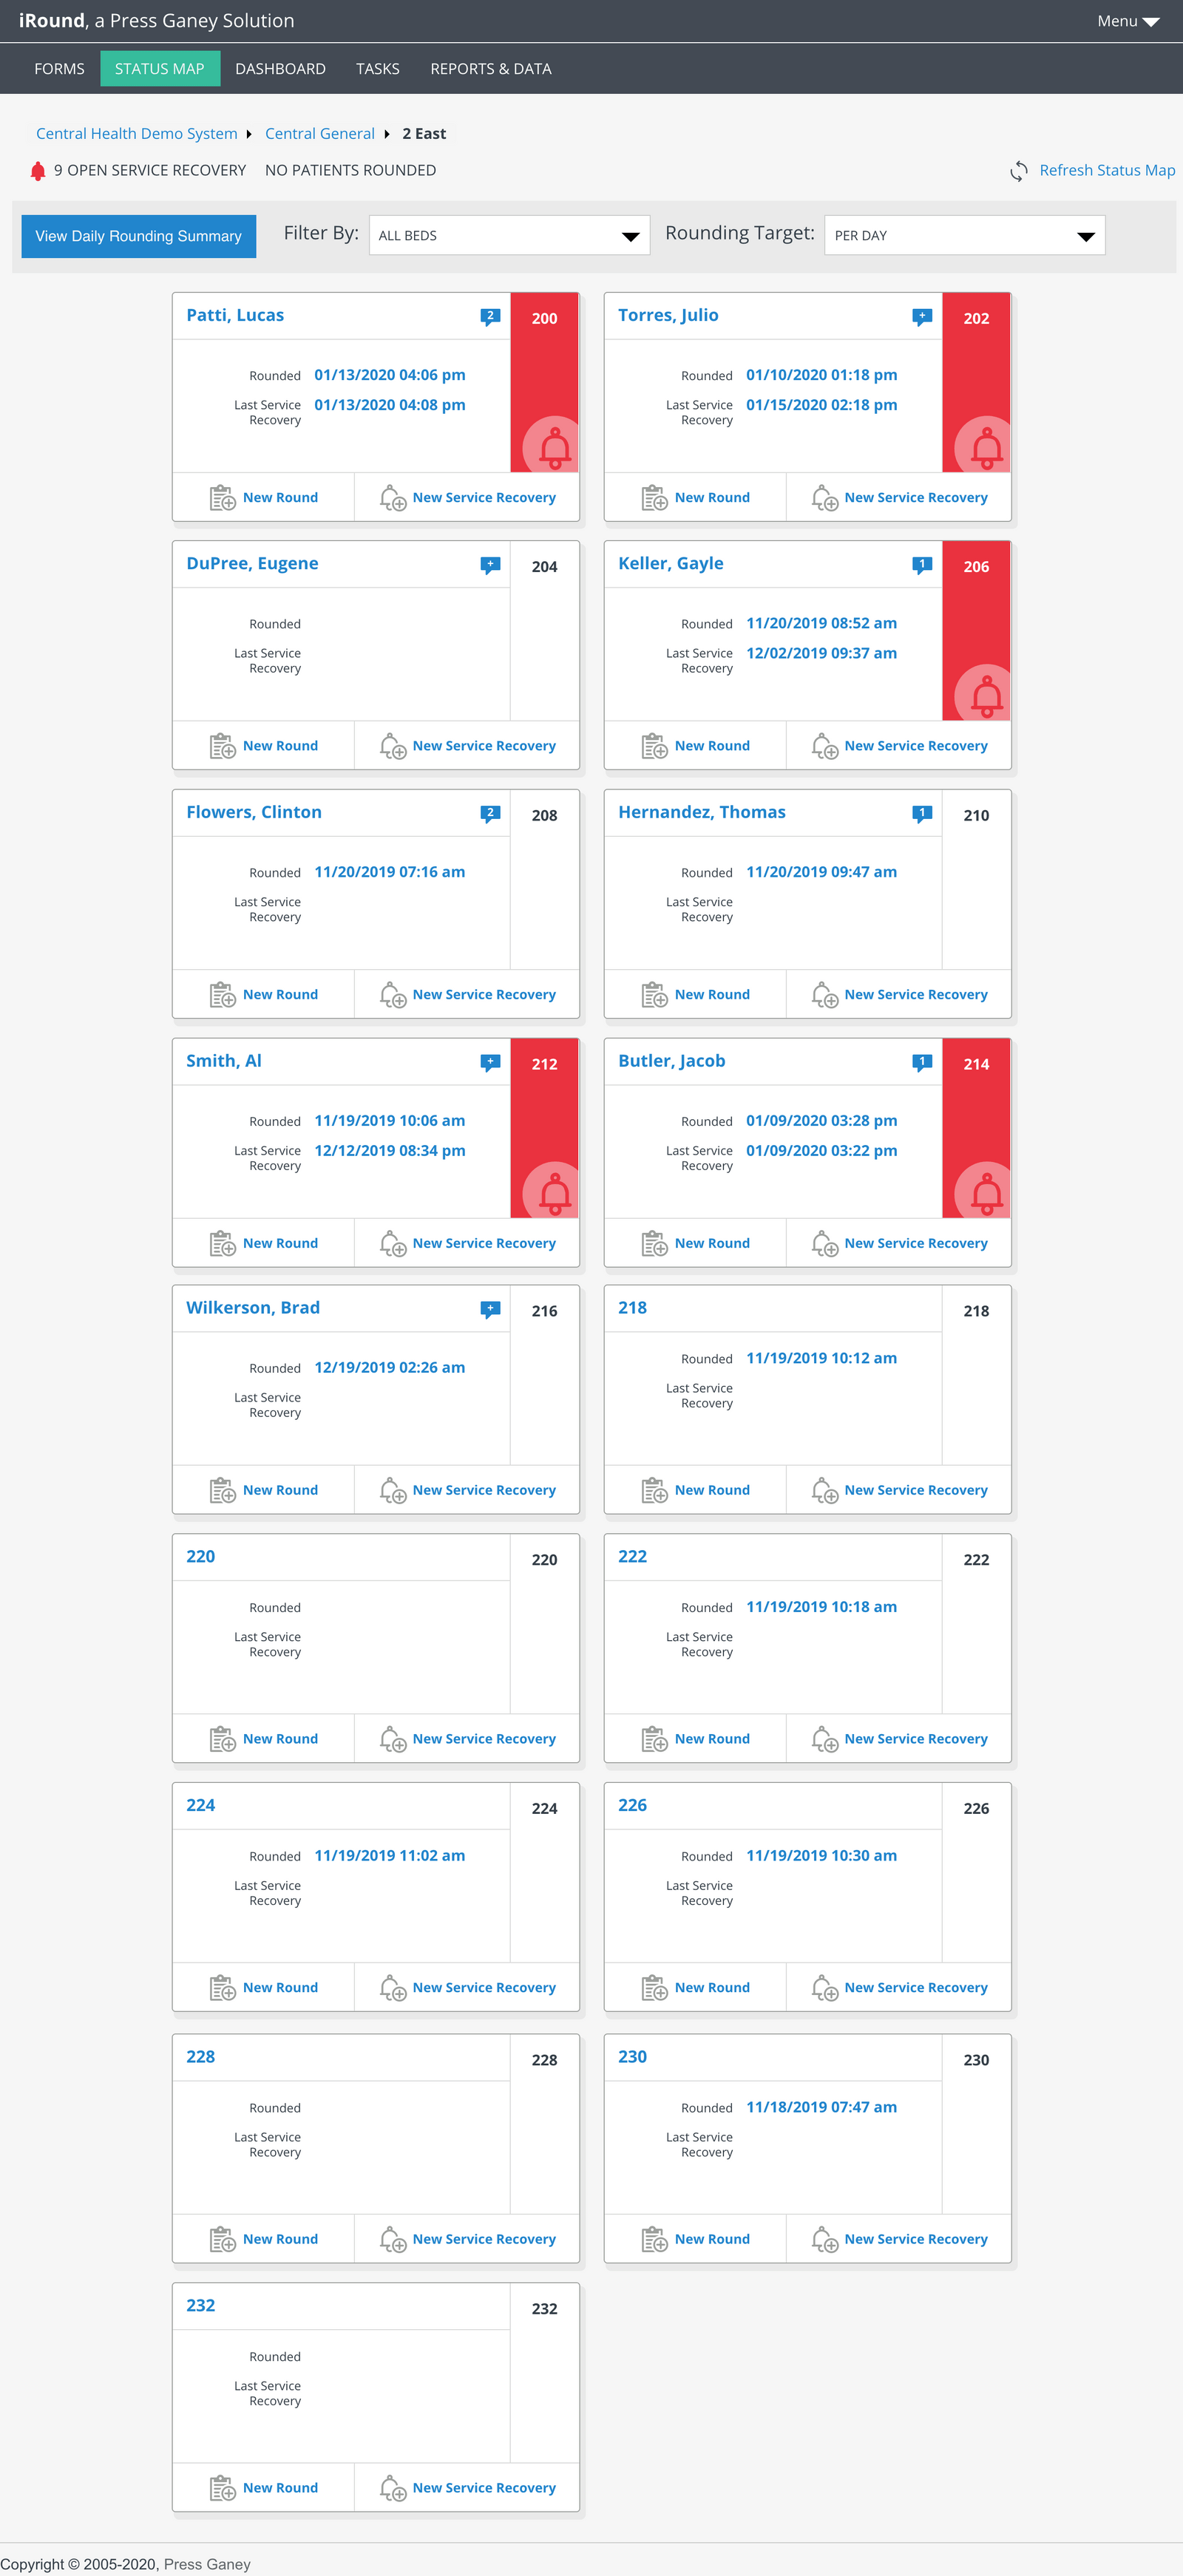 iRound, a Press Ganey Solution Menu
FORMS STATUS MAP DASHBOARD TASKS REPORTS & DATA
Central Health Demo System Central General 2 East
9 OPEN SERVICE RECOVERY NO PATIENTS ROUNDED Refresh Status Map
View Daily Rounding Summary Filter By: ALL BEDS Rounding Target: PER DAY
Patti, Lucas 2 200
Rounded 01/13/2020 04:06 pm
Last Service 01/13/2020 04:08 pm
Recovery
New Round New Service Recovery
Torres, Julio + 202
Rounded 01/10/2020 01:18 pm
Last Service 01/15/2020 02:18 pm
Recovery
New Round New Service Recovery
DuPree, Eugene + 204
Rounded
Last Service
Recovery
New Round New Service Recovery
Keller, Gayle 1 206
Rounded 11/20/2019 08:52 am
Last Service 12/02/2019 09:37 am
Recovery
New Round New Service Recovery
Flowers, Clinton 2 208
Rounded 11/20/2019 07:16 am
Last Service
Recovery
New Round New Service Recovery
Hernandez, Thomas 1 210
Rounded 11/20/2019 09:47 am
Last Service
Recovery
New Round New Service Recovery
Smith, Al + 212
Rounded 11/19/2019 10:06 am
Last Service 12/12/2019 08:34 pm
Recovery
New Round New Service Recovery
Butler, Jacob 1 214
Rounded 01/09/2020 03:28 pm
Last Service 01/09/2020 03:22 pm
Recovery
New Round New Service Recovery
Wilkerson, Brad + 216
Rounded 12/19/2019 02:26 am
Last Service
Recovery
New Round New Service Recovery
218 218
Rounded 11/19/2019 10:12 am
Last Service
Recovery
New Round New Service Recovery
220 220
Rounded
Last Service
Recovery
New Round New Service Recovery
222 222
Rounded 11/19/2019 10:18 am
Last Service
Recovery
New Round New Service Recovery
224 224
Rounded 11/19/2019 11:02 am
Last Service
Recovery
New Round New Service Recovery
226 226
Rounded 11/19/2019 10:30 am
Last Service
Recovery
New Round New Service Recovery
228 228
Rounded
Last Service
Recovery
New Round New Service Recovery
230 230
Rounded 11/18/2019 07:47 am
Last Service
Recovery
New Round New Service Recovery
232 232
Rounded
Last Service
Recovery
New Round New Service Recovery
Copyright © 2005-2020, Press Ganey